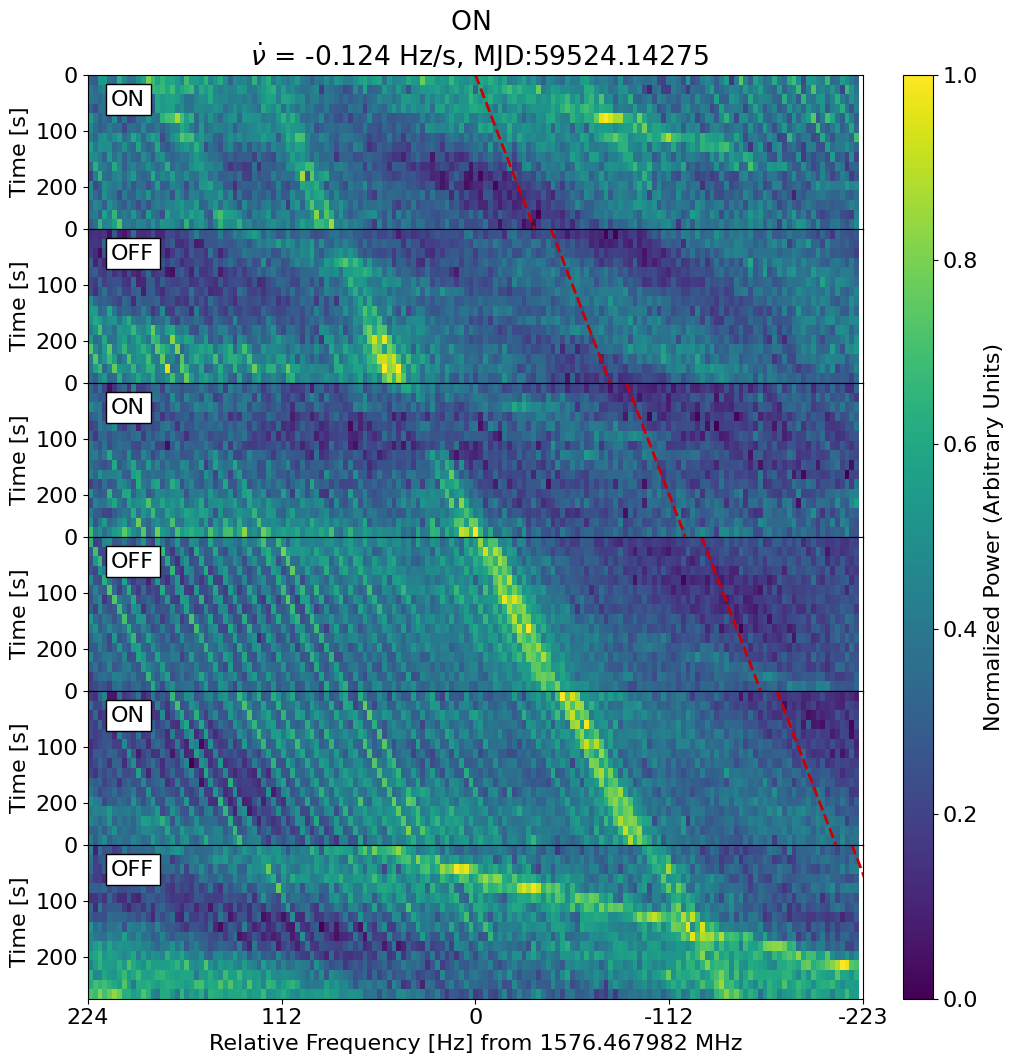 ON
ν̇ = -0.124 Hz/s, MJD:59524.14275
0
ON
100
Time [s]
200
0
OFF
100
Time [s]
200
0
ON
100
Time [s]
200
0
OFF
100
Time [s]
200
0
ON
100
Time [s]
200
0
OFF
100
Time [s]
200
224 112 0 -112 -223
Relative Frequency [Hz] from 1576.467982 MHz
1.0
0.8
0.6
0.4
0.2
0.0
Normalized Power (Arbitrary Units)